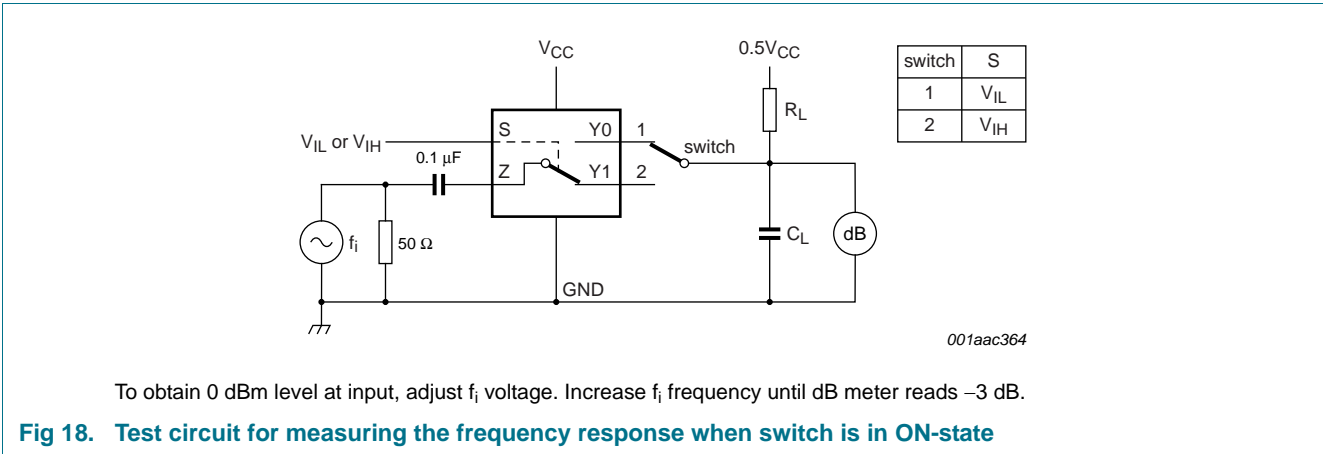 VCC
0.5VCC
switch S
1 VIL
2 VIH
RL
VIL or VIH
S
Y0
1
switch
0.1 μF
Z
Y1
2
fi
50 Ω
CL
dB
GND
001aac364
To obtain 0 dBm level at input, adjust fi voltage. Increase fi frequency until dB meter reads −3 dB.
Fig 18. Test circuit for measuring the frequency response when switch is in ON-state